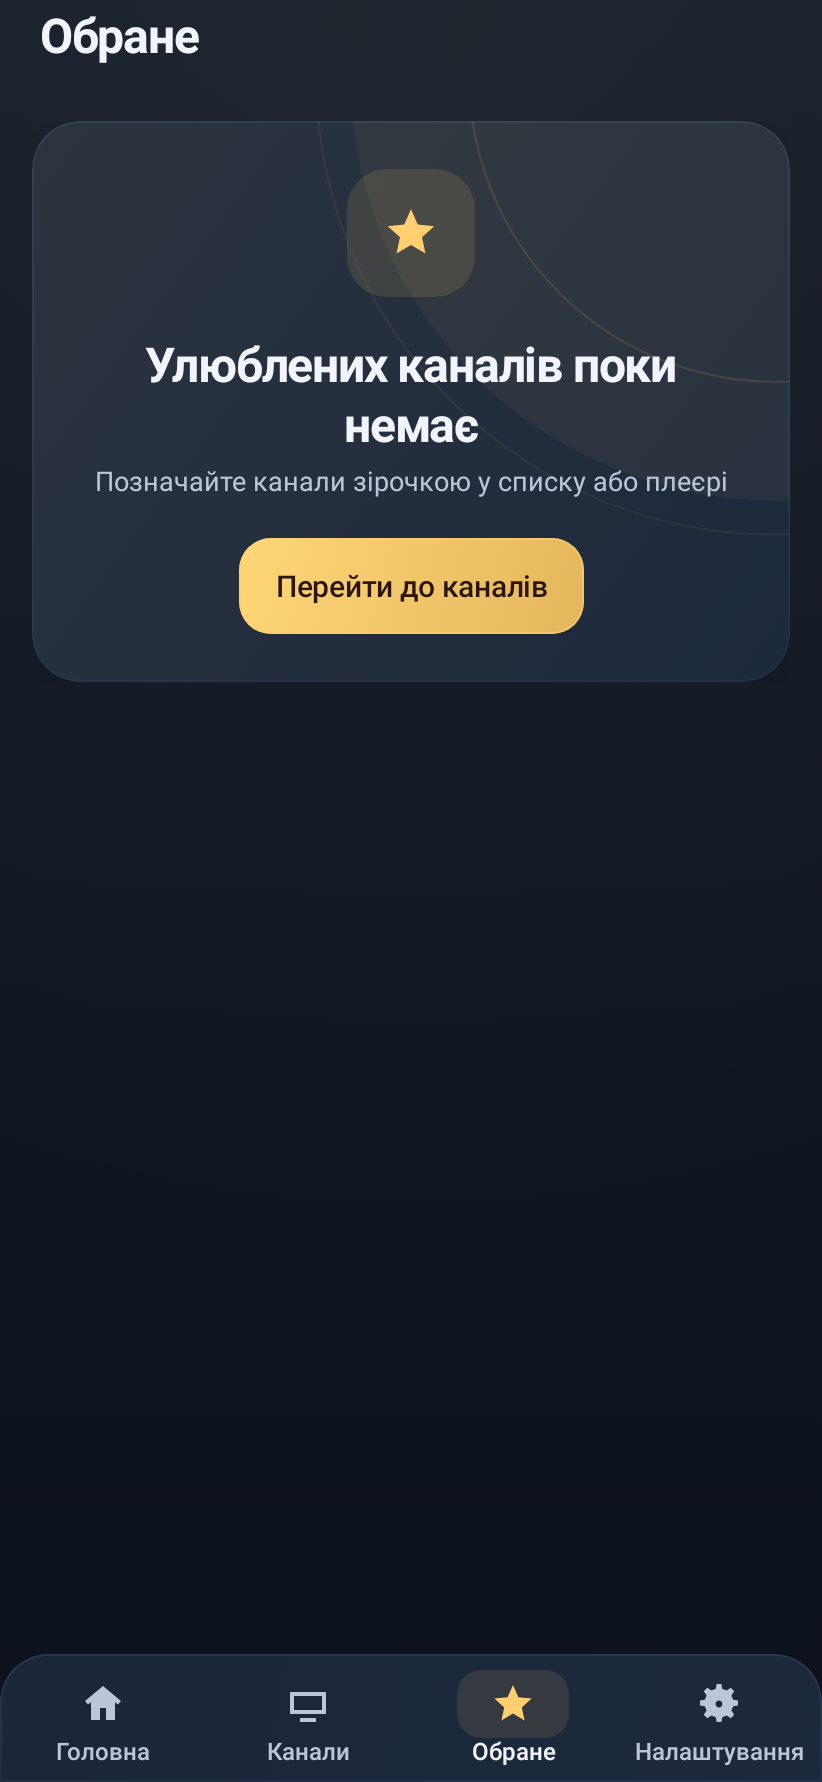 Обране
Улюблених каналів поки
немає
Позначайте канали зірочкою у списку або плеєрі
Перейти до каналів
Головна
Канали
Обране
Налаштування